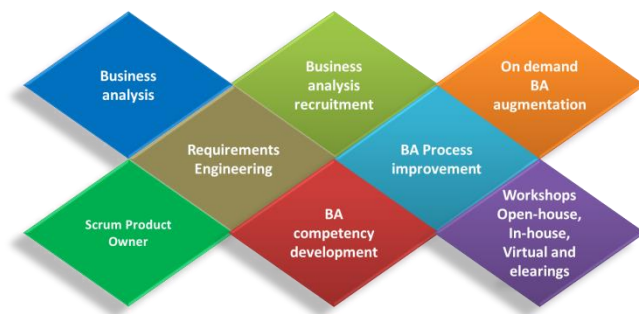 Business
analysis
Business
analysis
recruitment
On demand
BA
augmentation
Requirements
Engineering
BA Process
improvement
Scrum Product
Owner
BA
competency
development
Workshops
Open-house,
In-house,
Virtual and
elearings